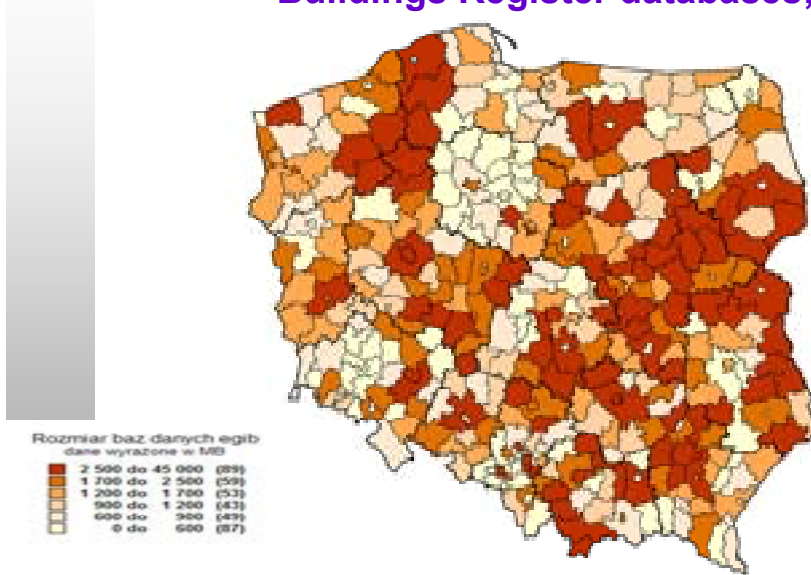 Buildings Register databases,
Rozmiar baz danych egib
dane wyrażone w MB
2 500 do 45 000 (89)
1 700 do 2 500 (59)
1 200 do 1 700 (53)
900 do 1 200 (43)
600 do 900 (49)
0 do 600 (87)